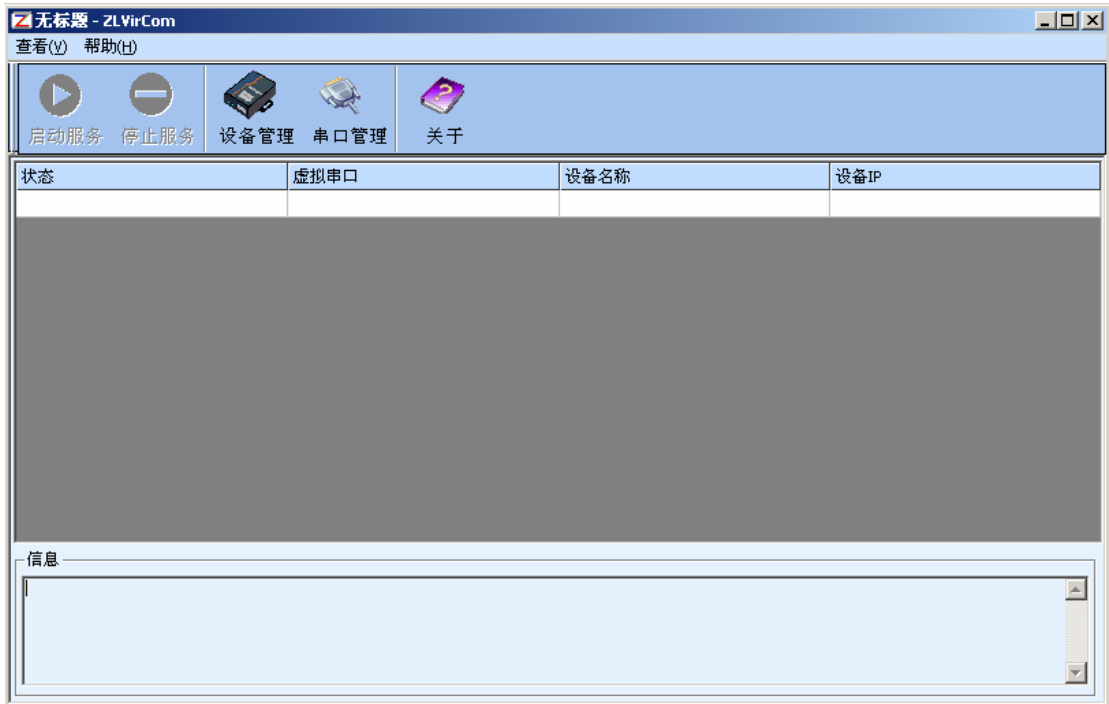 无标题 - ZLVirCom
查看(V) 帮助(H)
启动服务 停止服务 设备管理 串口管理 关于
状态 虚拟串口 设备名称 设备IP
信息